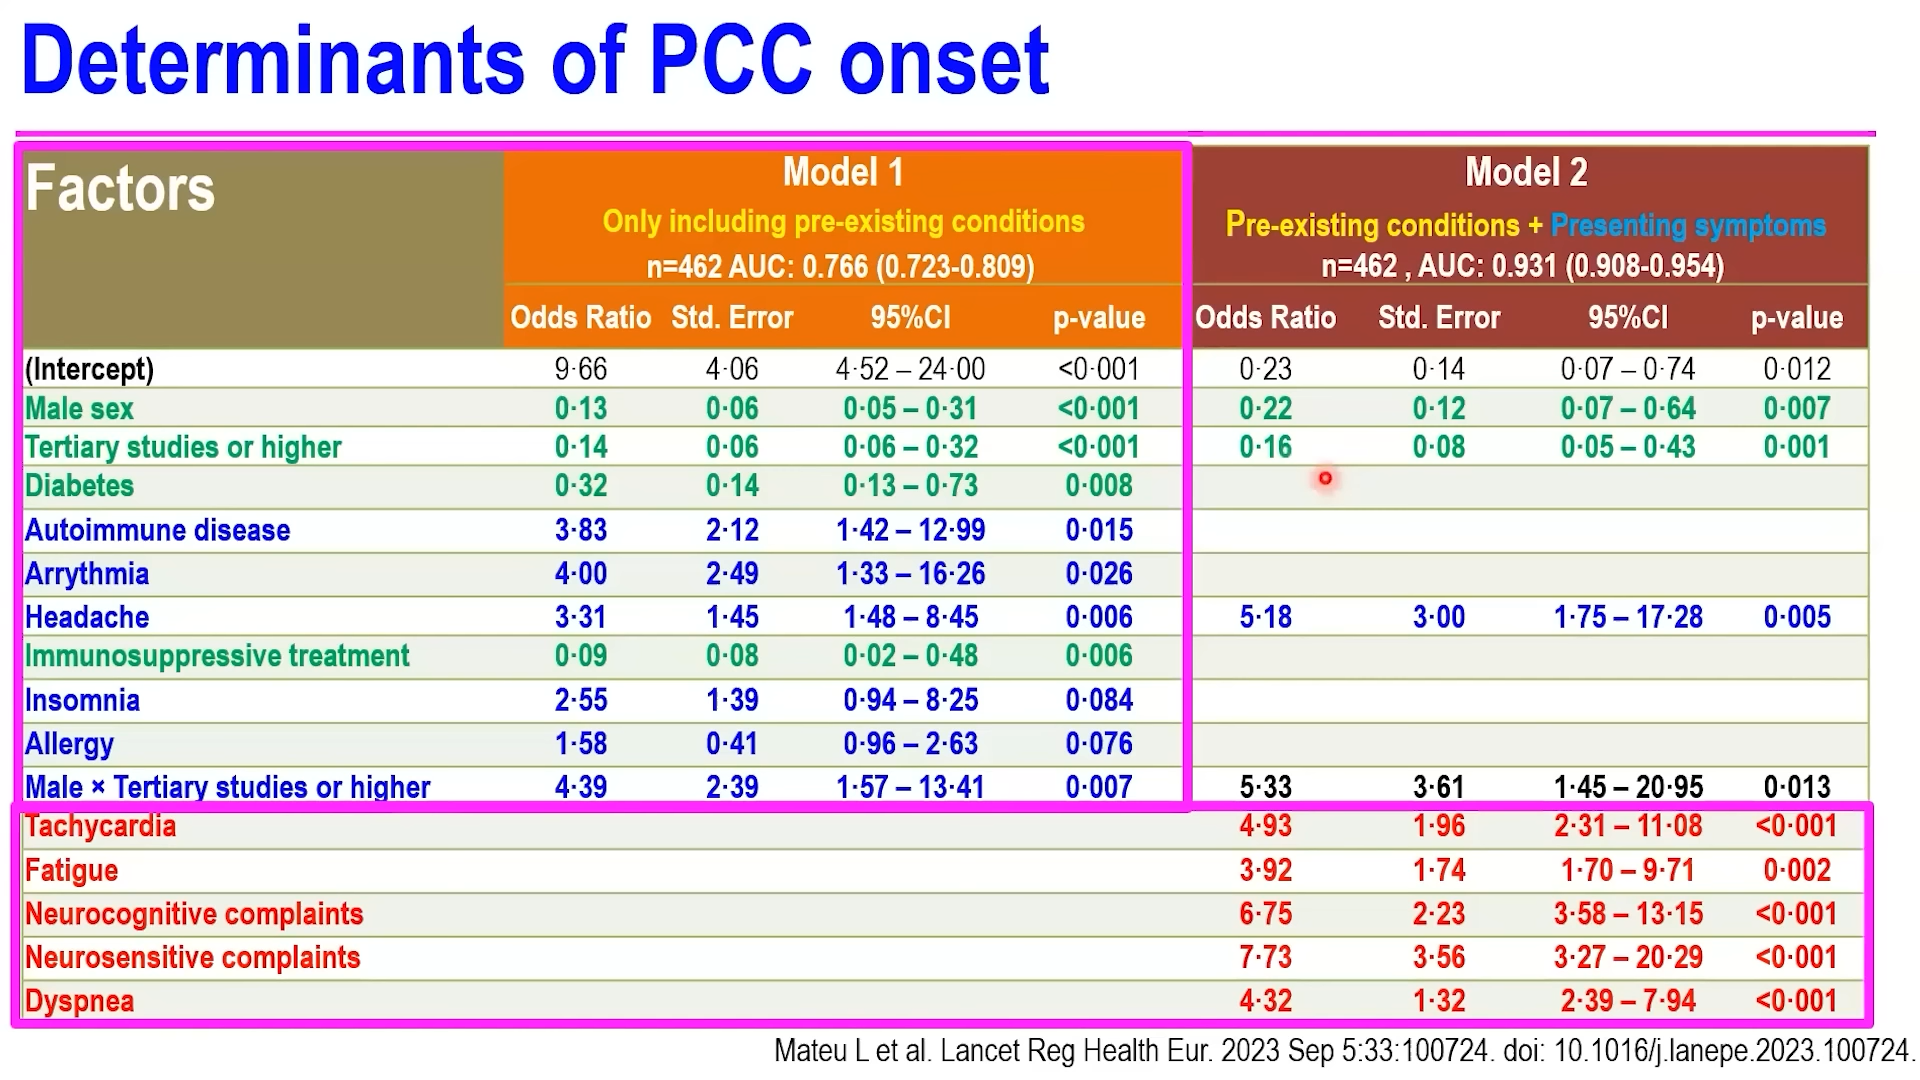 Determinants of PCC onset
Factors
Model 1
Only including pre-existing conditions
n=462 AUC: 0.766 (0.723-0.809)
Model 2
Pre-existing conditions + Presenting symptoms
n=462 , AUC: 0.931 (0.908-0.954)
Odds Ratio Std. Error 95%CI p-value Odds Ratio Std. Error 95%CI p-value
(Intercept) 9·66 4·06 4·52 – 24·00 <0·001 0·23 0·14 0·07 – 0·74 0·012
Male sex 0·13 0·06 0·05 – 0·31 <0·001 0·22 0·12 0·07 – 0·64 0·007
Tertiary studies or higher 0·14 0·06 0·06 – 0·32 <0·001 0·16 0·08 0·05 – 0·43 0·001
Diabetes 0·32 0·14 0·13 – 0·73 0·008
Autoimmune disease 3·83 2·12 1·42 – 12·99 0·015
Arrythmia 4·00 2·49 1·33 – 16·26 0·026
Headache 3·31 1·45 1·48 – 8·45 0·006 5·18 3·00 1·75 – 17·28 0·005
Immunosuppressive treatment 0·09 0·08 0·02 – 0·48 0·006
Insomnia 2·55 1·39 0·94 – 8·25 0·084
Allergy 1·58 0·41 0·96 – 2·63 0·076
Male × Tertiary studies or higher 4·39 2·39 1·57 – 13·41 0·007 5·33 3·61 1·45 – 20·95 0·013
Tachycardia 4·93 1·96 2·31 – 11·08 <0·001
Fatigue 3·92 1·74 1·70 – 9·71 0·002
Neurocognitive complaints 6·75 2·23 3·58 – 13·15 <0·001
Neurosensitive complaints 7·73 3·56 3·27 – 20·29 <0·001
Dyspnea 4·32 1·32 2·39 – 7·94 <0·001
Mateu L et al. Lancet Reg Health Eur. 2023 Sep 5:33:100724. doi: 10.1016/j.lanepe.2023.100724.